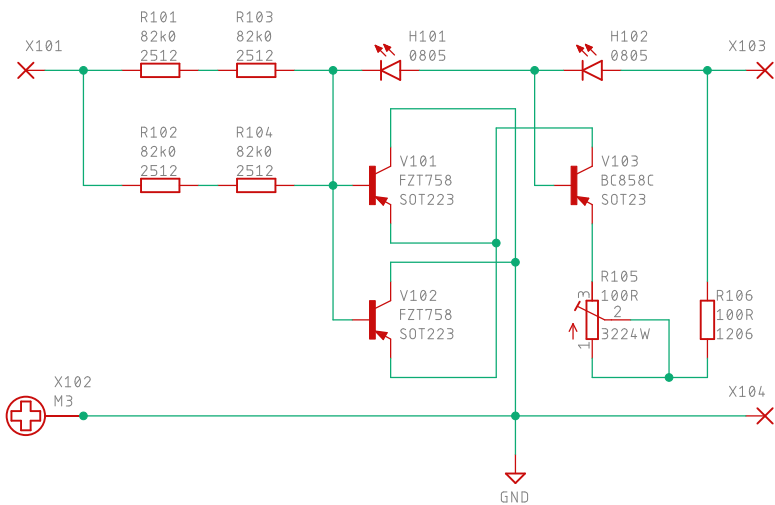 X101
R101
82k0
2512
R103
82k0
2512
H101
0805
H102
0805
X103
R102
82k0
2512
R104
82k0
2512
V101
FZT758
SOT223
V103
BC858C
SOT23
V102
FZT758
SOT223
R105
100R
3
2
1
3224W
R106
100R
1206
X102
M3
X104
GND